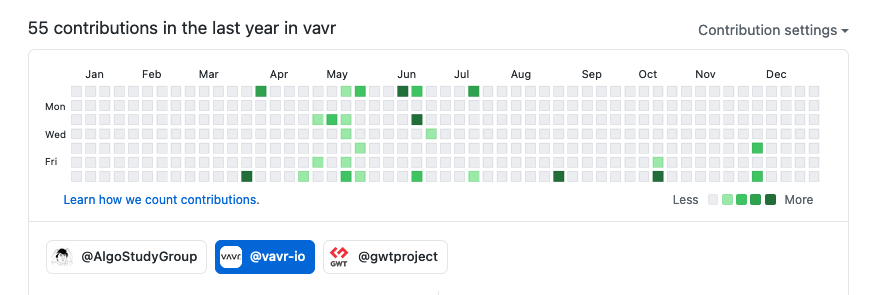 55 contributions in the last year in vavr
Contribution settings
Jan Feb Mar Apr May Jun Jul Aug Sep Oct Nov Dec
Mon
Wed
Fri
Learn how we count contributions.
Less More
@AlgoStudyGroup
VAVR
@vavr-io
GWT
@gwtproject